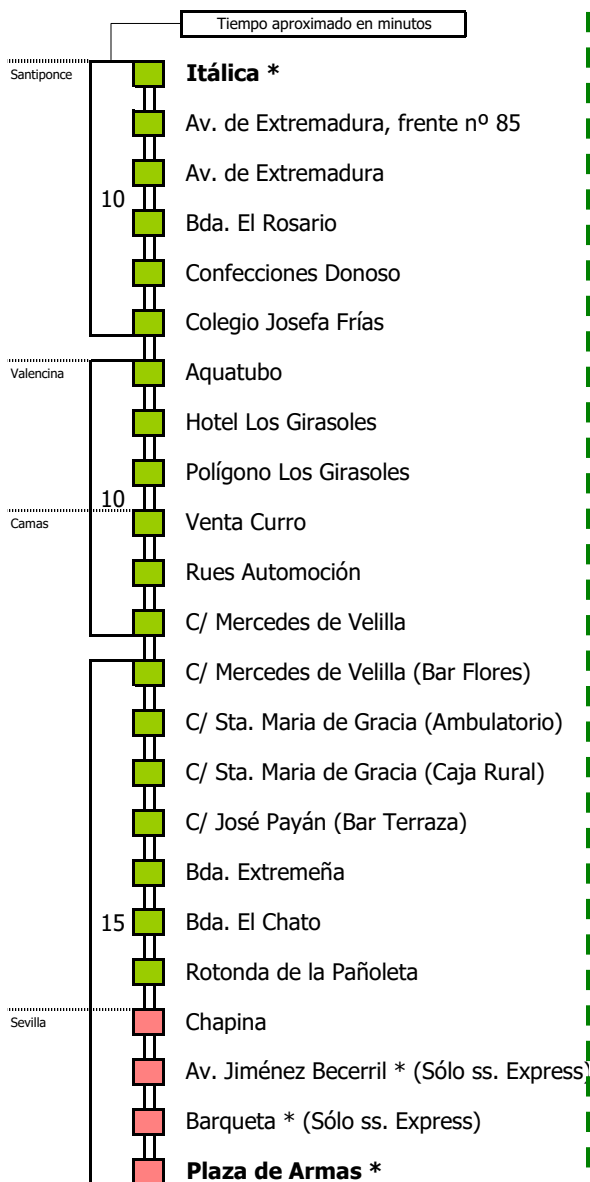 Tiempo aproximado en minutos
Santiponce
Itálica *
Av. de Extremadura, frente nº 85
Av. de Extremadura
10
Bda. El Rosario
Confecciones Donoso
Colegio Josefa Frías
Valencina
Aquatubo
Hotel Los Girasoles
Polígono Los Girasoles
10
Camas
Venta Curro
Rues Automoción
C/ Mercedes de Velilla
C/ Mercedes de Velilla (Bar Flores)
C/ Sta. Maria de Gracia (Ambulatorio)
C/ Sta. Maria de Gracia (Caja Rural)
C/ José Payán (Bar Terraza)
Bda. Extremeña
15
Bda. El Chato
Rotonda de la Pañoleta
Sevilla
Chapina
Av. Jiménez Becerril * (Sólo ss. Express)
Barqueta * (Sólo ss. Express)
Plaza de Armas *